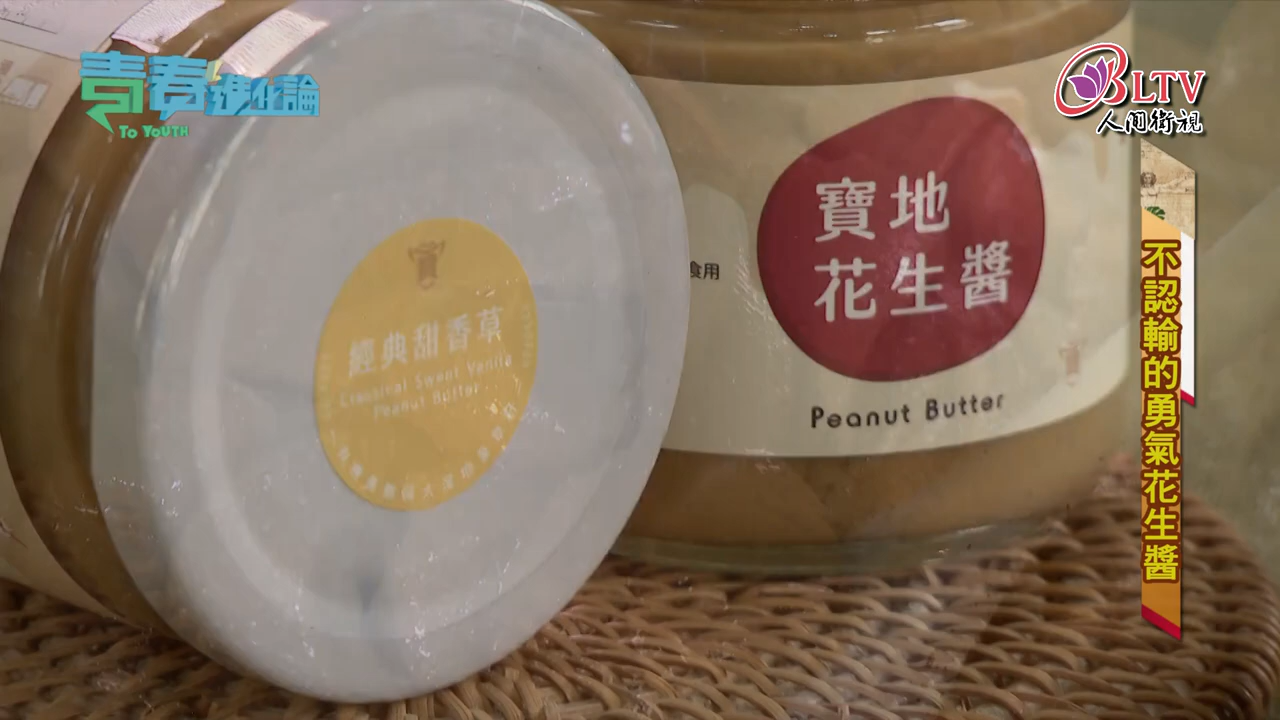 青春進化論
TO YOUTH
BLTV
人間衛視
不認輸的勇氣花生醬
寶地
花生醬
Peanut Butter
食用
經典甜香草
Classical Sweet Vanilla
Peanut Butter